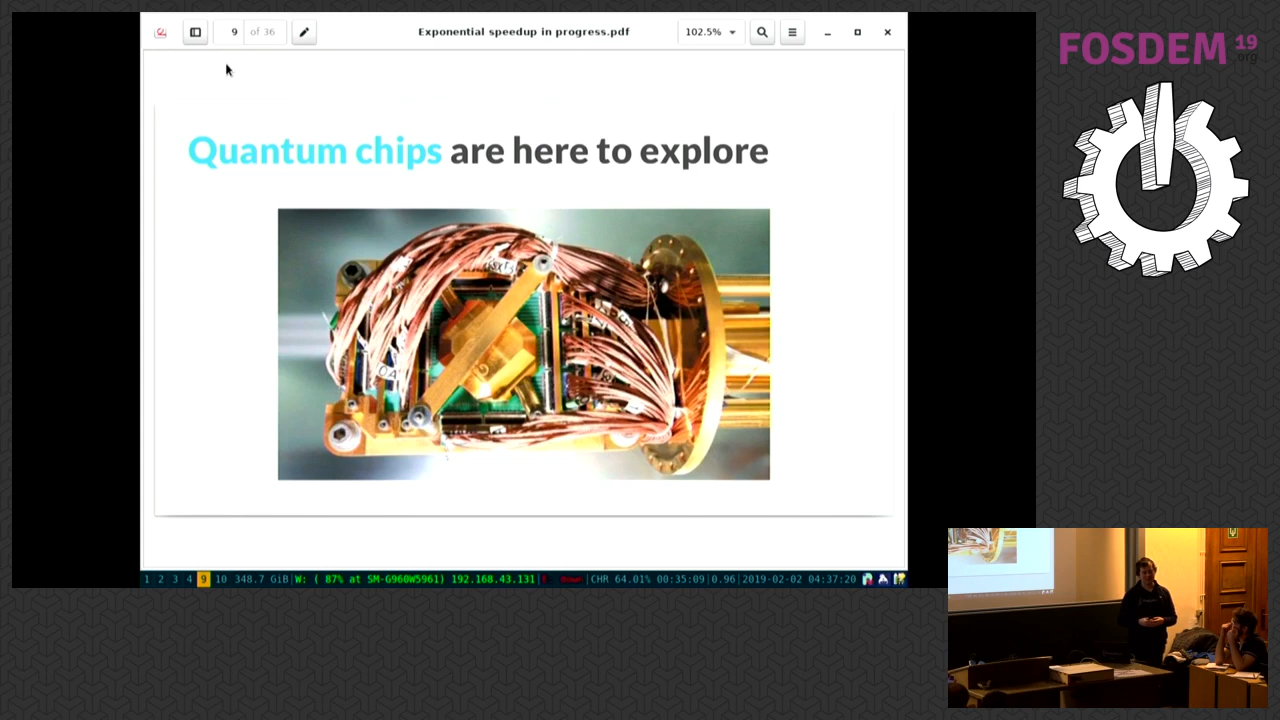 9 of 36
Exponential speedup in progress.pdf
102.5%
FOSDEM 19
.org
Quantum chips are here to explore
1 2 3 4 9 10 348.7 GiB W: ( 87% at SM-G960W5961) 192.168.43.131 CHR 64.01% 00:35:09 0.96 2019-02-02 04:37:20